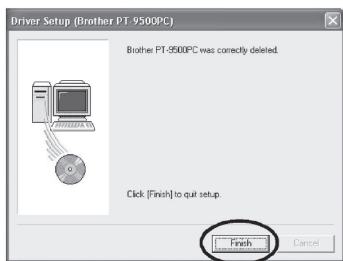 Driver Setup (Brother PT-9500PC)
Brother PT-9500PC was correctly deleted.
Click [Finish] to quit setup.
Finish
Cancel